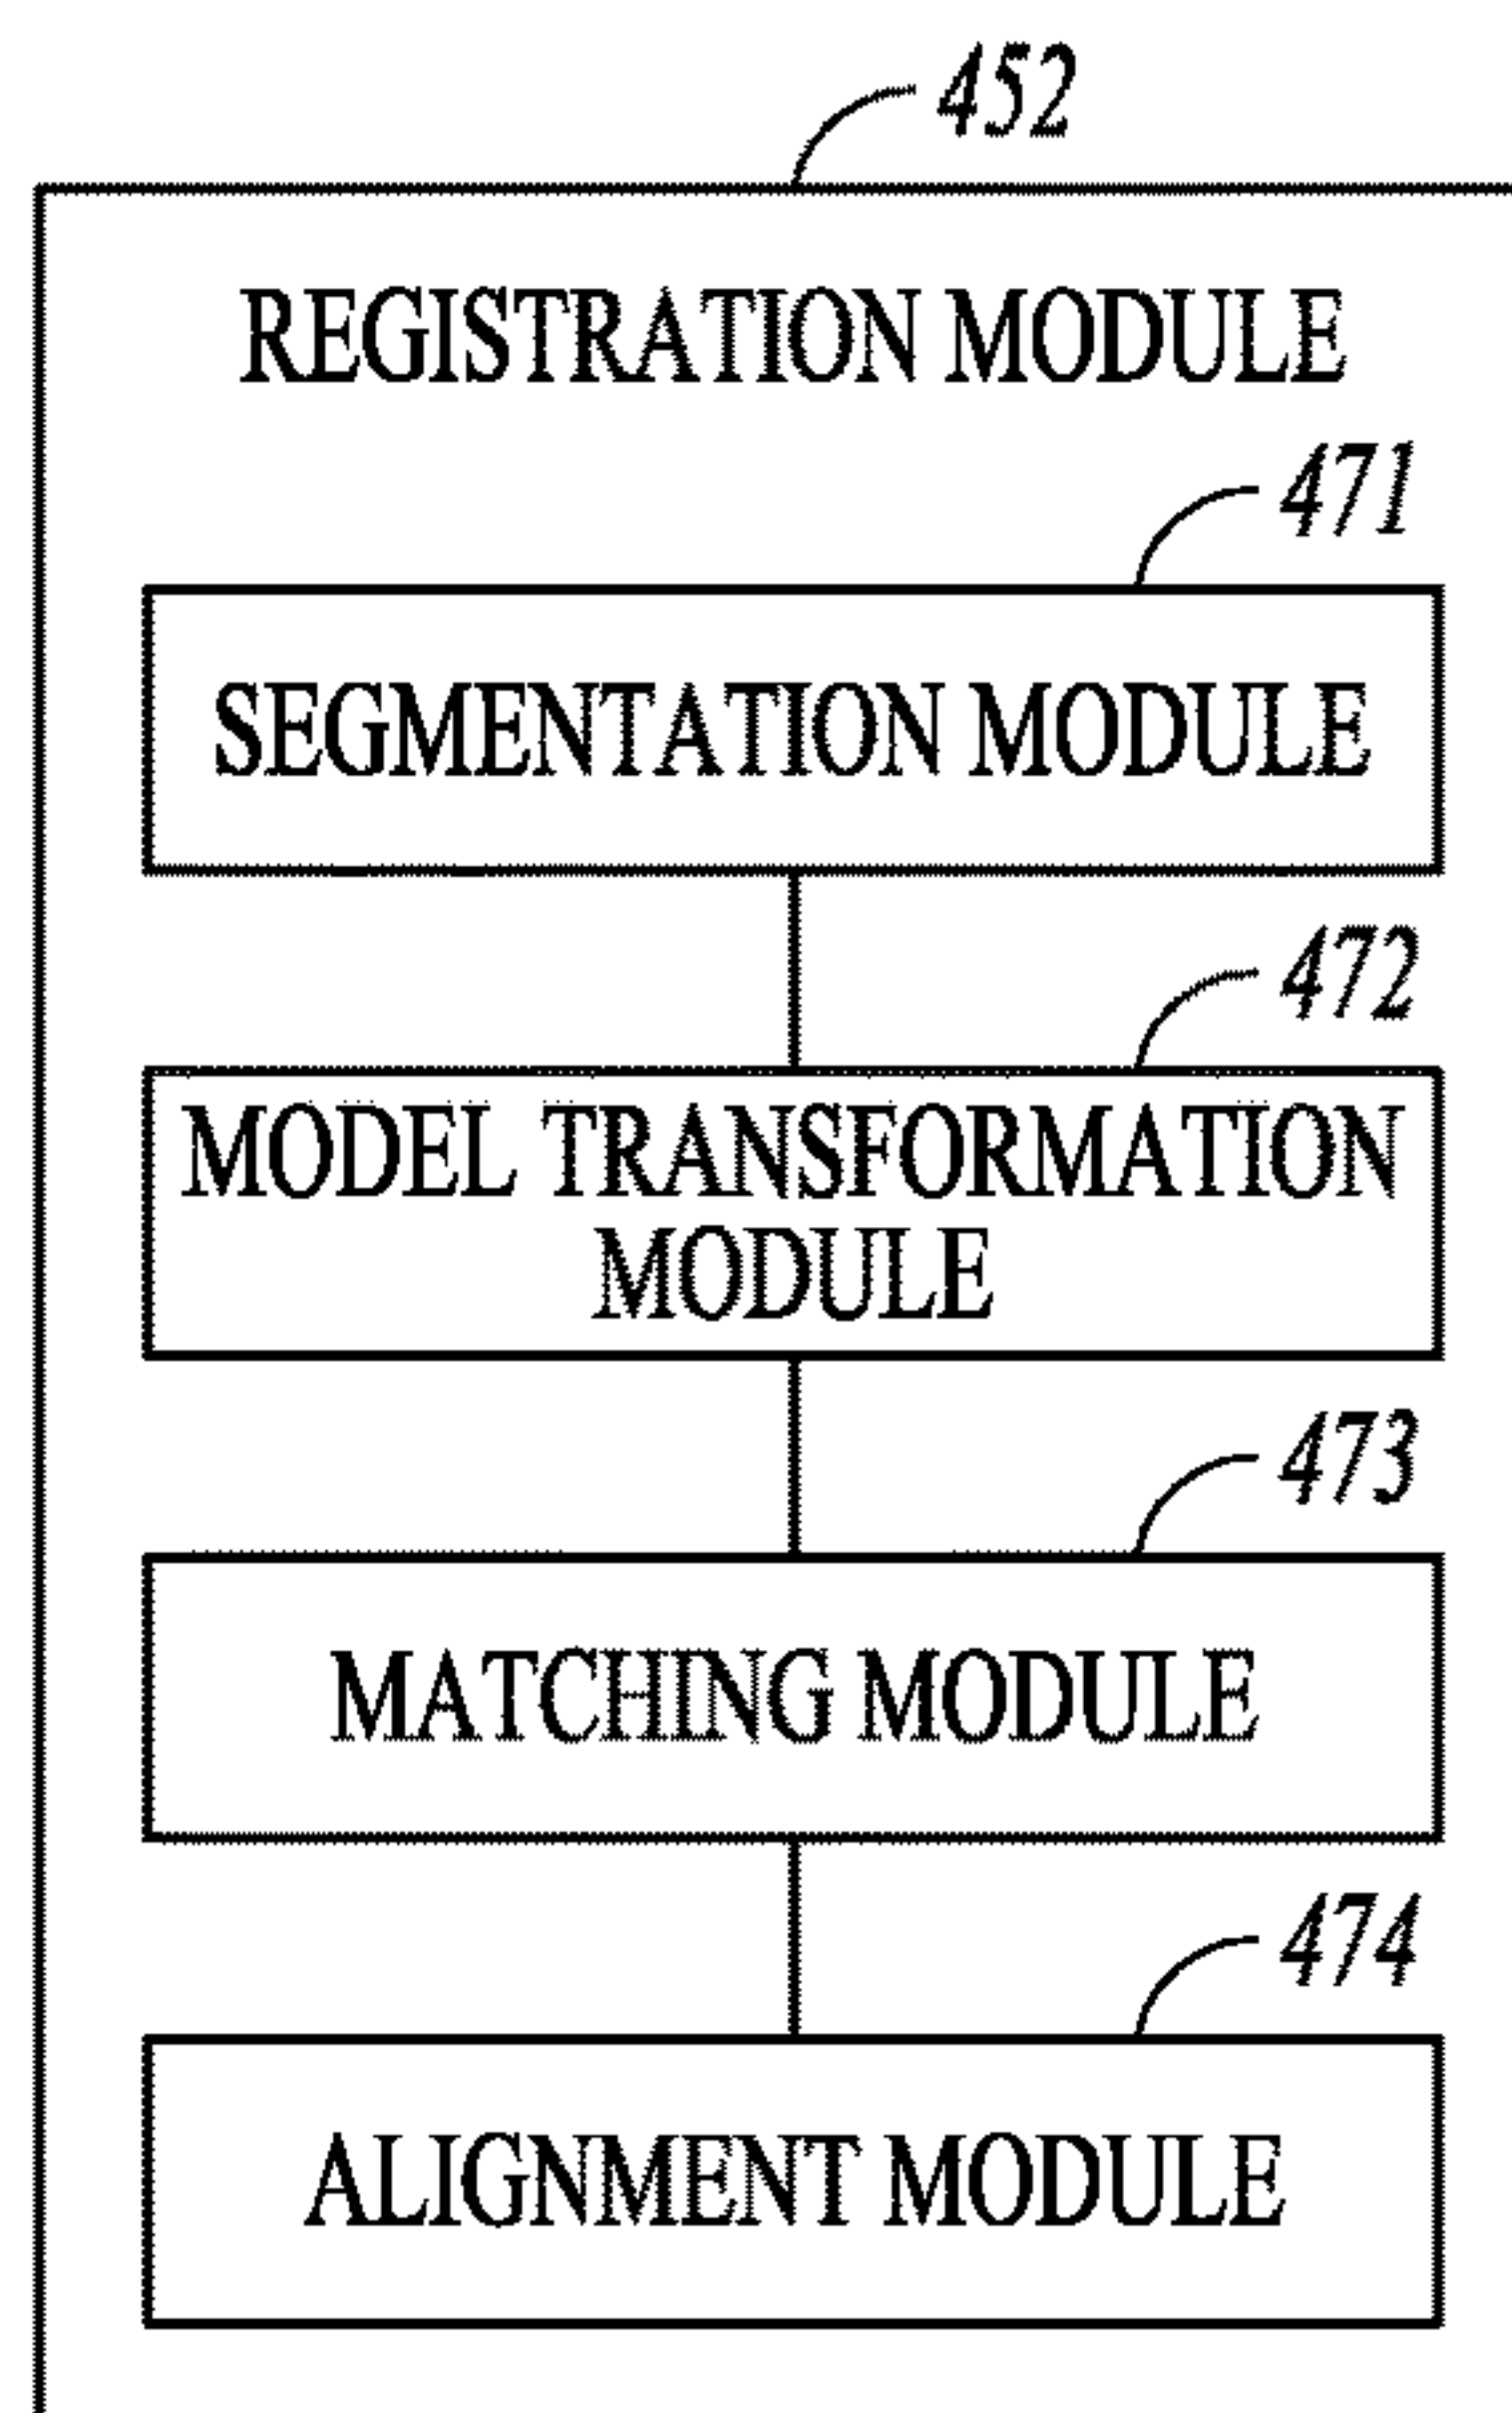 452
REGISTRATION MODULE
471
SEGMENTATION MODULE
472
MODEL TRANSFORMATION
MODULE
473
MATCHING MODULE
474
ALIGNMENT MODULE